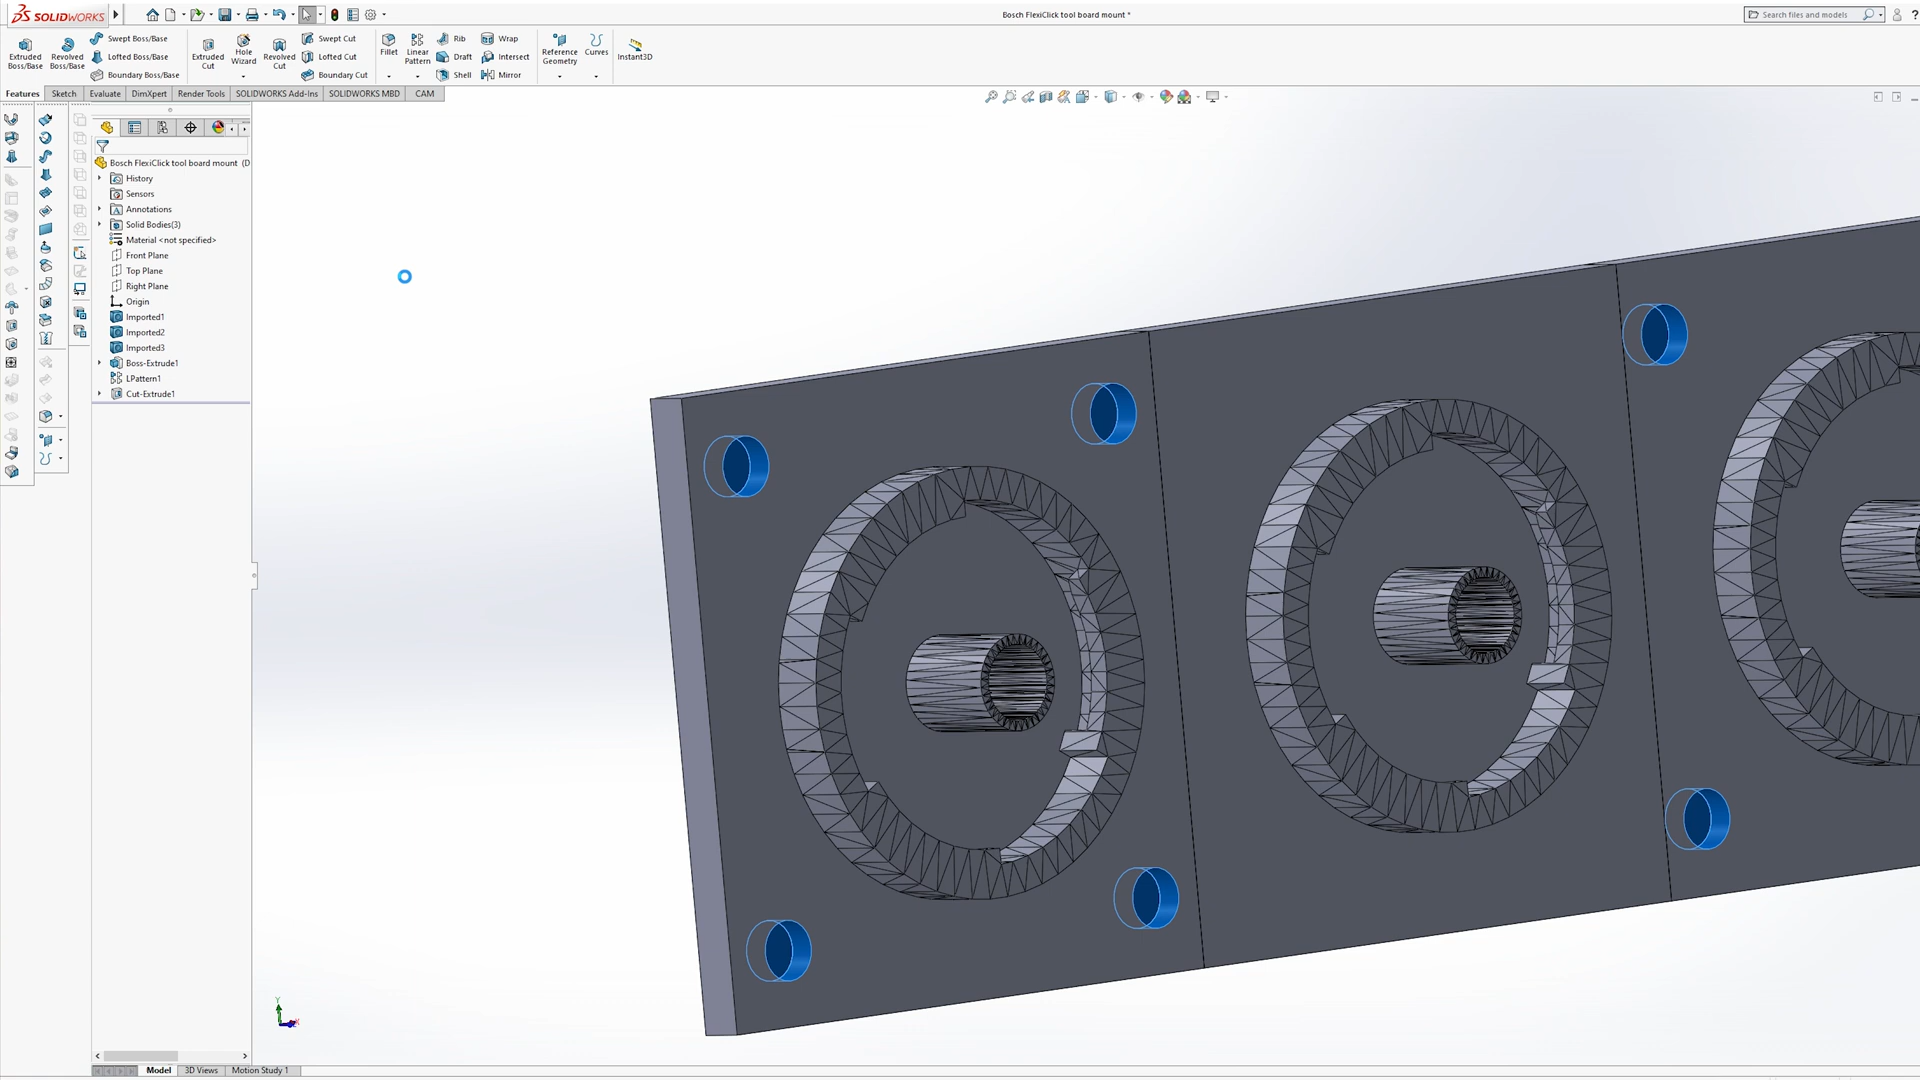 SOLIDWORKS
Bosch FlexiClick tool board mount *
Search files and models
?
Extruded Boss/Base
Revolved Boss/Base
Swept Boss/Base
Lofted Boss/Base
Boundary Boss/Base
Extruded Cut
Hole Wizard
Revolved Cut
Swept Cut
Lofted Cut
Boundary Cut
Fillet
Linear Pattern
Rib
Draft
Shell
Wrap
Intersect
Mirror
Reference Geometry
Curves
Instant3D
Features
Sketch
Evaluate
DimXpert
Render Tools
SOLIDWORKS Add-Ins
SOLIDWORKS MBD
CAM
Bosch FlexiClick tool board mount (D
History
Sensors
Annotations
Solid Bodies(3)
Material <not specified>
Front Plane
Top Plane
Right Plane
Origin
Imported1
Imported2
Imported3
Boss-Extrude1
LPattern1
Cut-Extrude1
Y
X
Model
3D Views
Motion Study 1